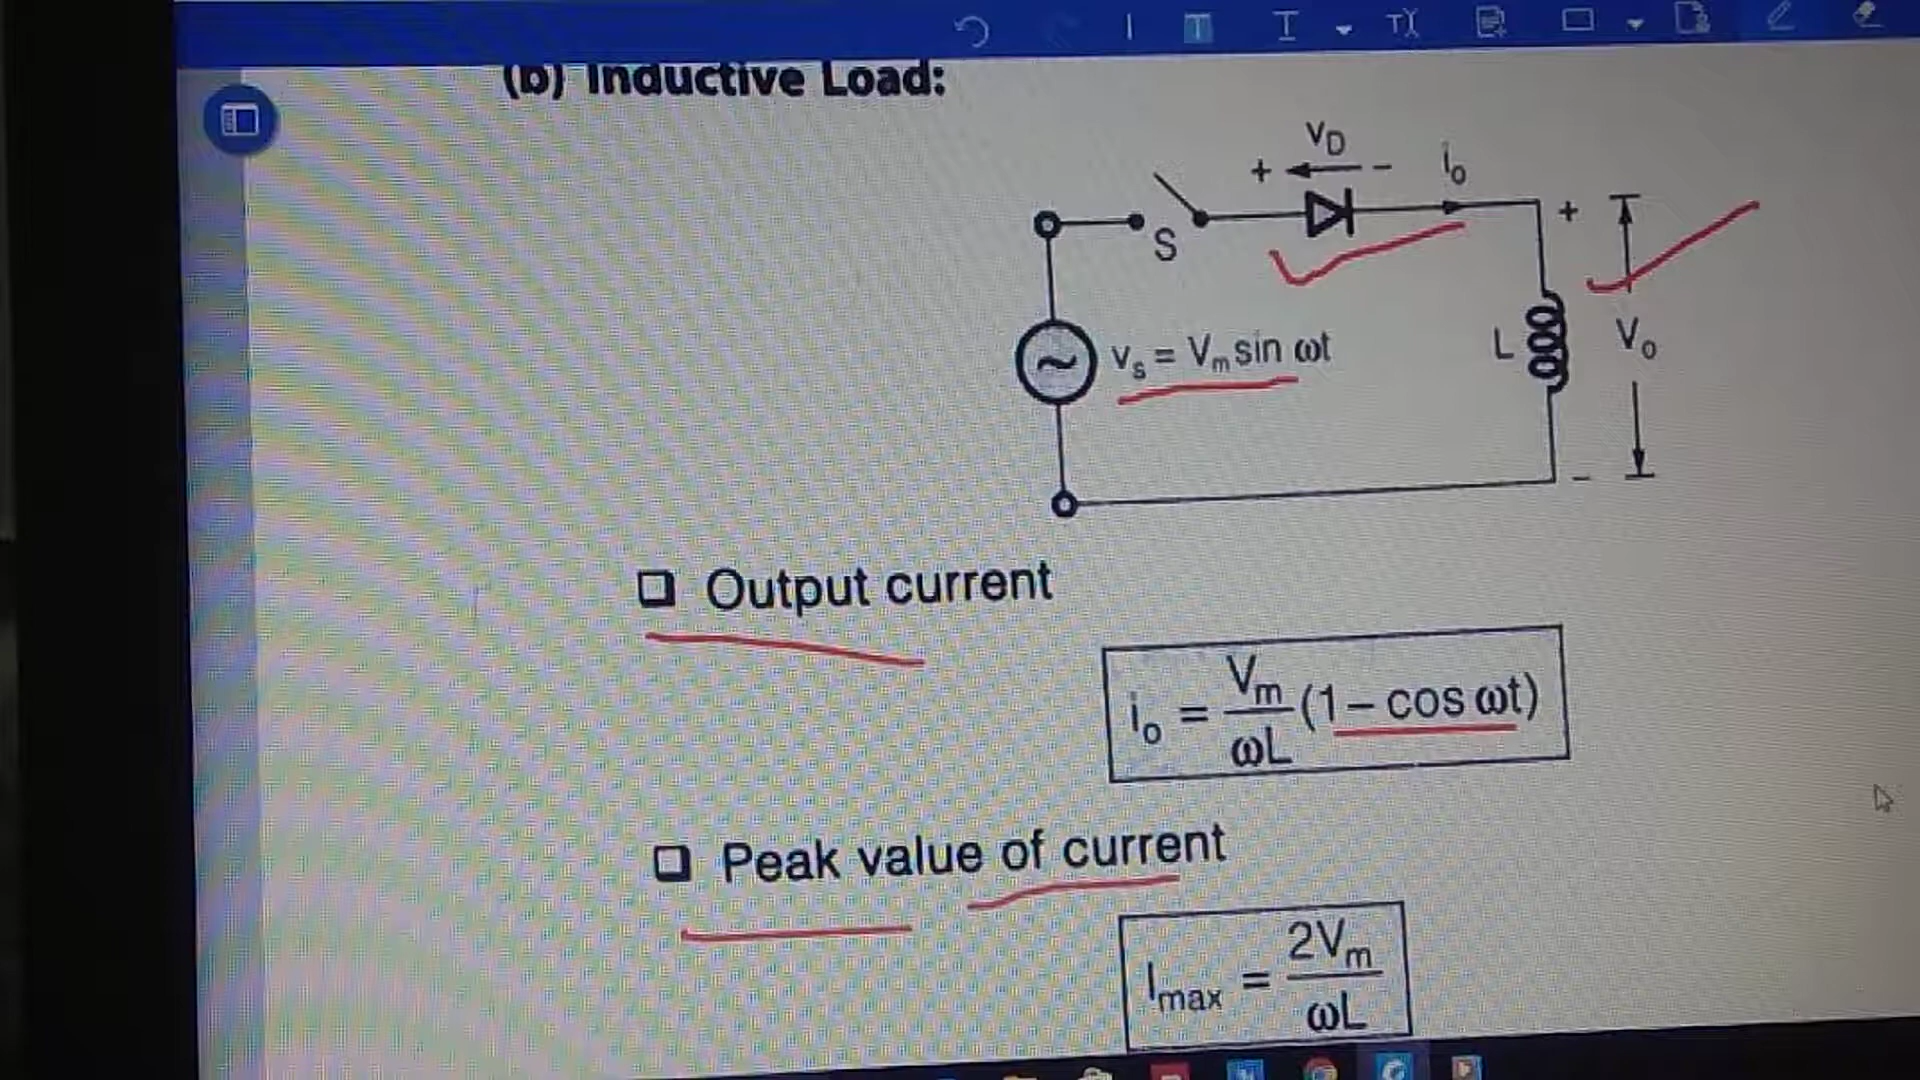 (b) Inductive Load:
V_D
+ - i_o
S
+
v_s = V_m sin ωt
L V_o
-
❑ Output current
i_o = V_m/ωL (1 – cos ωt)
❑ Peak value of current
I_max = 2V_m/ωL